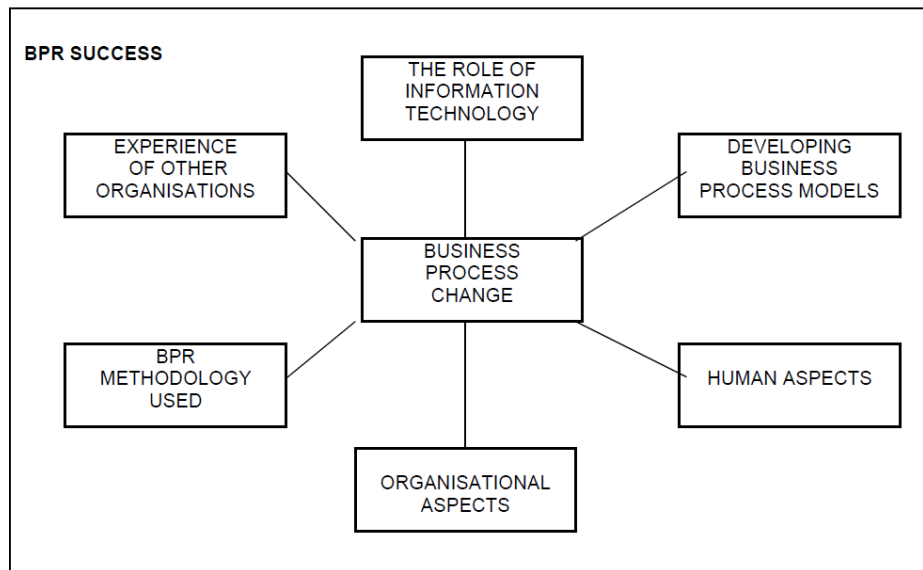 BPR SUCCESS
THE ROLE OF
INFORMATION
TECHNOLOGY
EXPERIENCE
OF OTHER
ORGANISATIONS
DEVELOPING
BUSINESS
PROCESS MODELS
BUSINESS
PROCESS
CHANGE
BPR
METHODOLOGY
USED
HUMAN ASPECTS
ORGANISATIONAL
ASPECTS